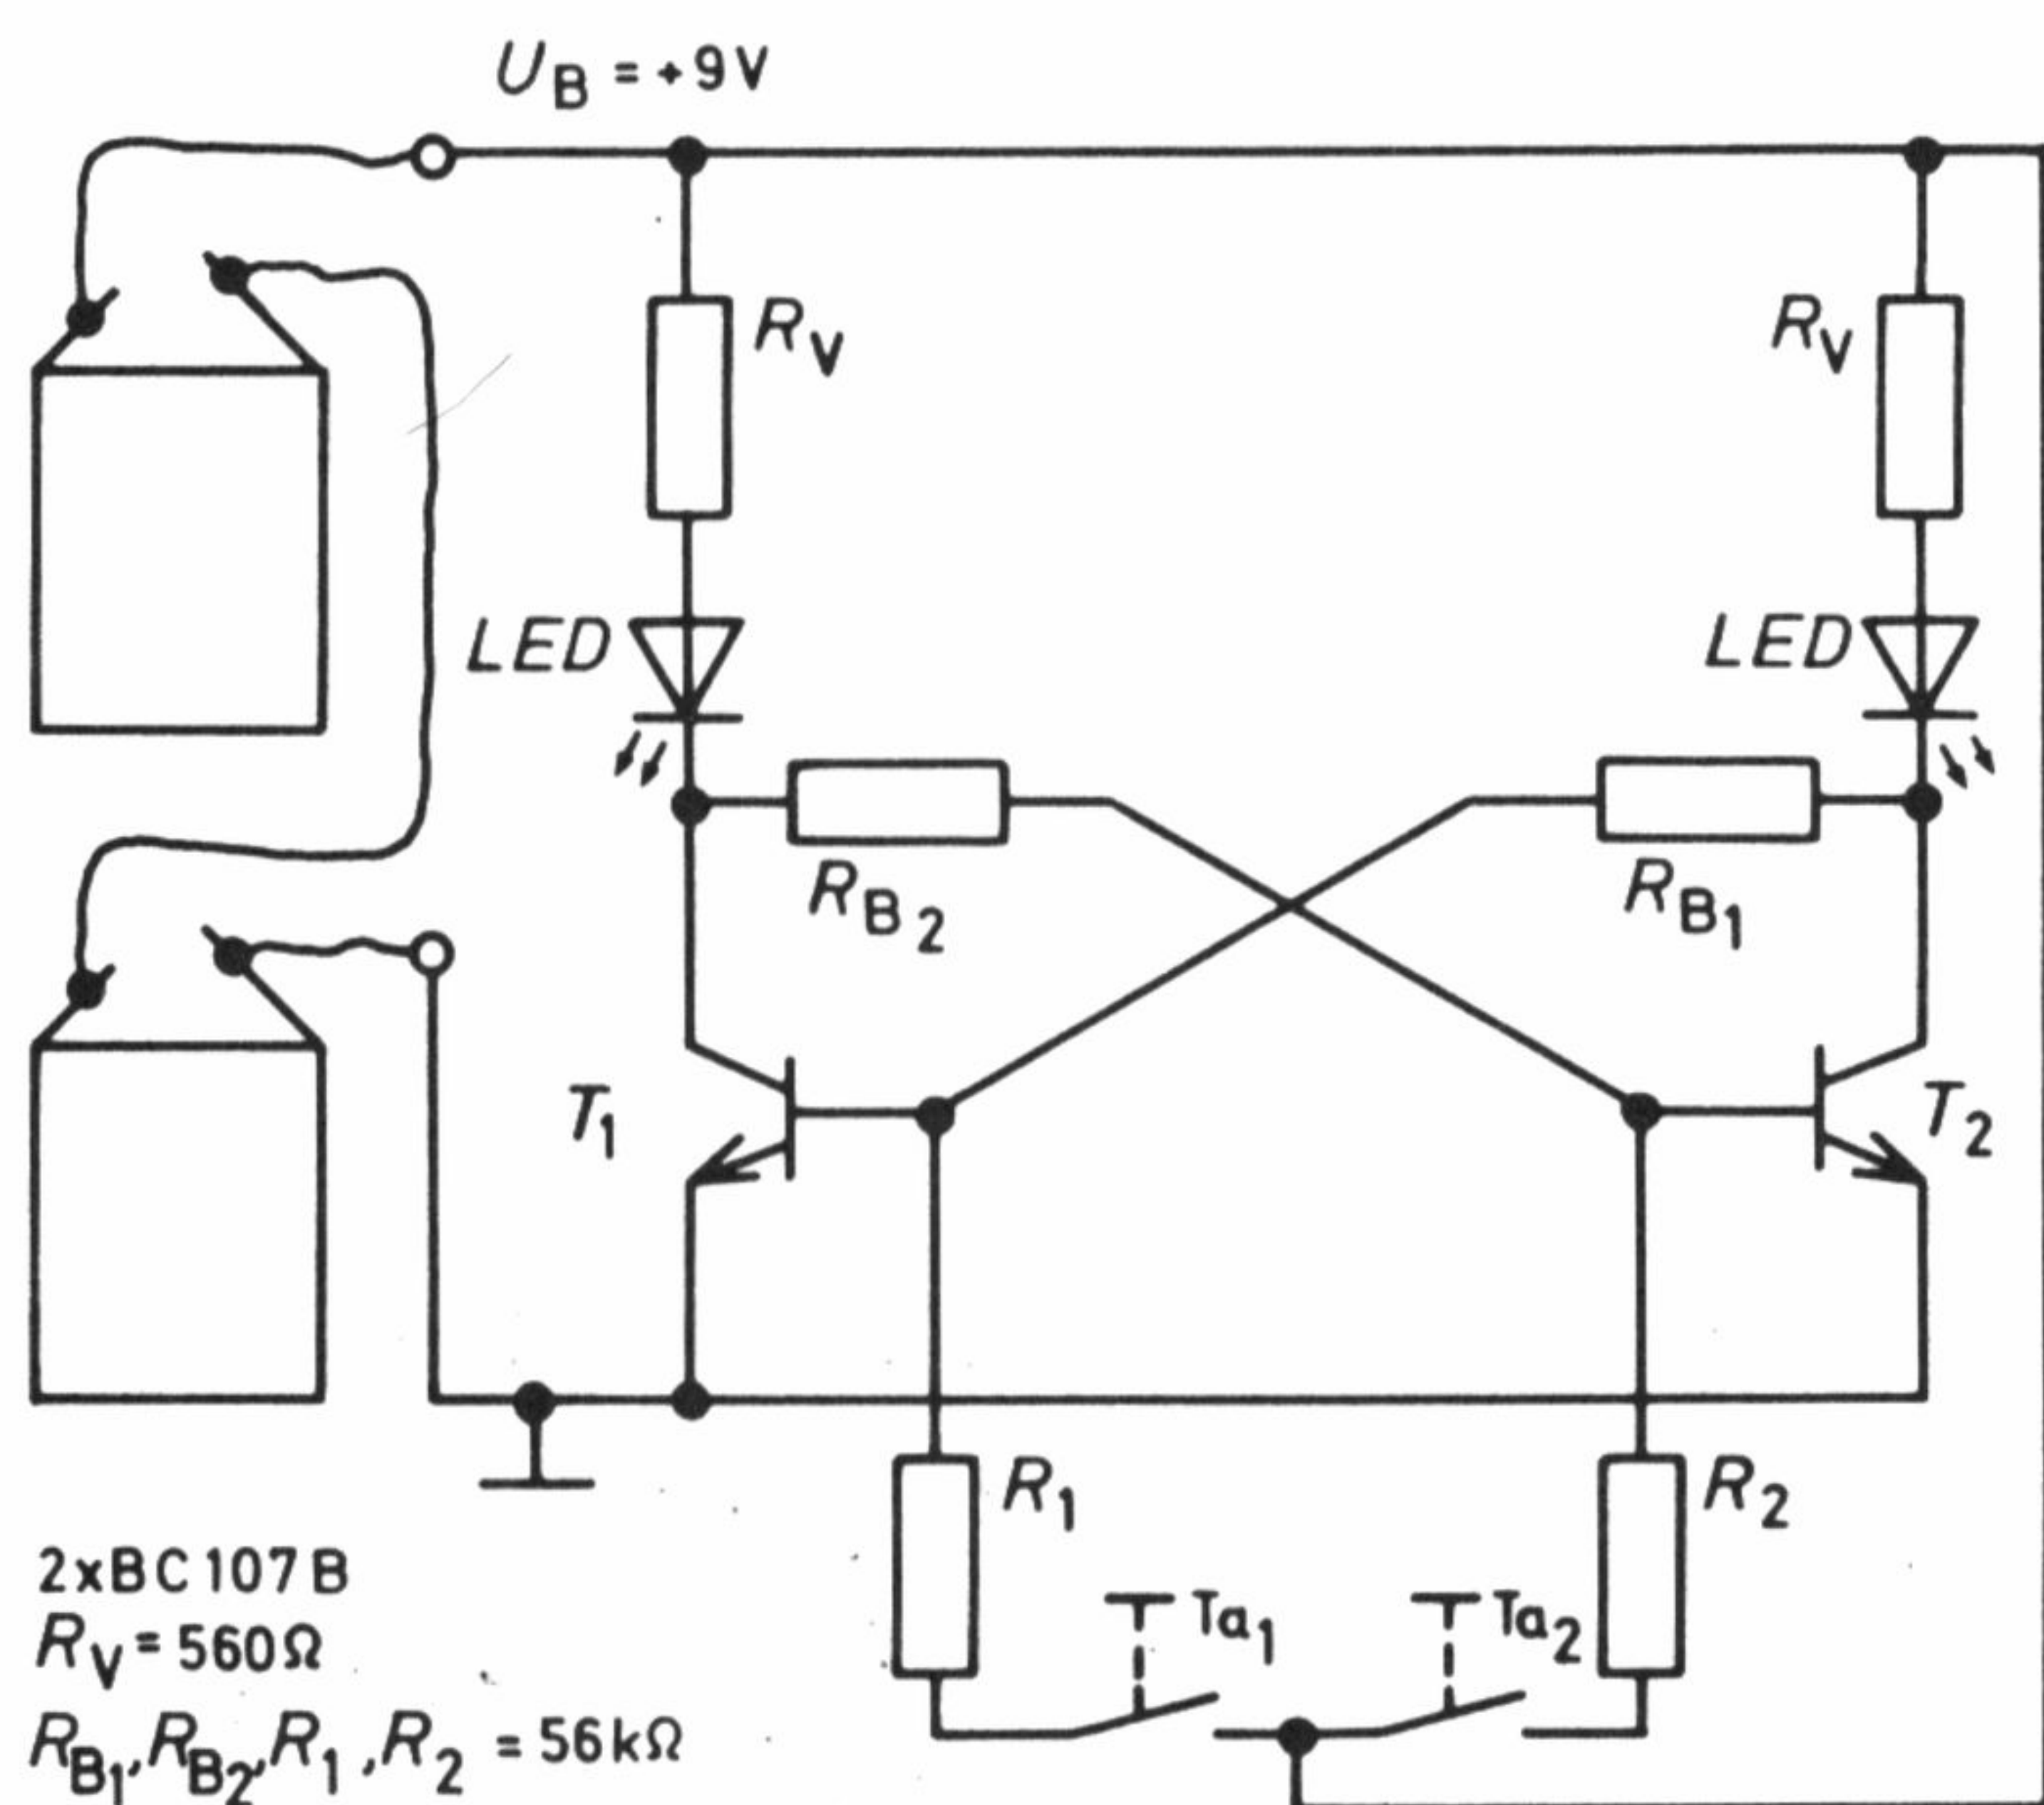 U_B = +9V
R_V
R_V
LED
LED
R_B2
R_B1
T_1
T_2
R_1
R_2
Ta_1
Ta_2
2xBC107B
R_V = 560Ω
R_B1, R_B2, R_1, R_2 = 56kΩ